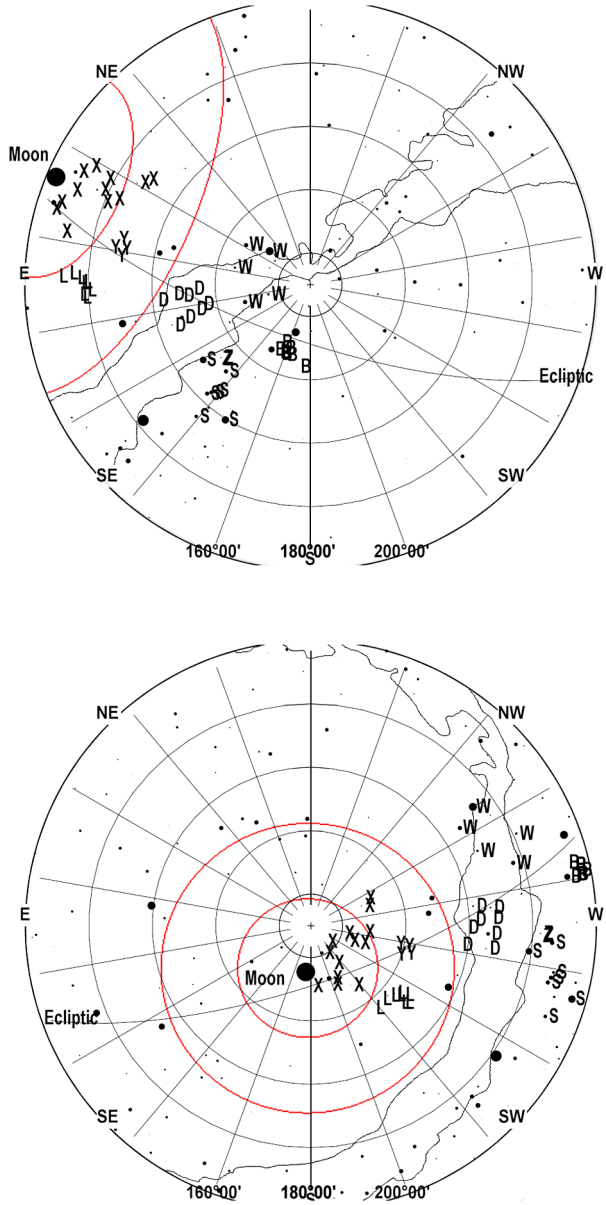 NE
NW
Moon
X X X X X X X X X X X X X
Y Y Y Y
L L L L L L
E
W
W W W W W
D D D D D D D D
B B B B B B
Z
S S S S S S
Ecliptic
SE
SW
160°00' 180°00' 200°00'
S
NE
NW
W W W W W
B B B B B B
E
W
X X X X X X X X X X X X X
D D D D D D D D
Y Y Y Y
Z
S S S S S S
Moon
L L L L L L
Ecliptic
SE
SW
160°00' 180°00' 200°00'